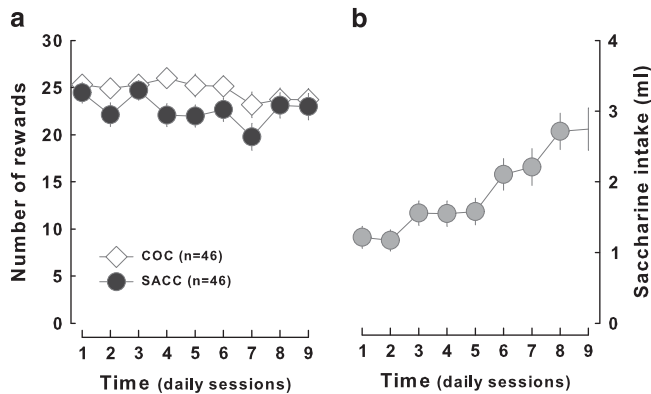 a
Number of rewards
30
25
20
15
10
5
0
COC (n=46)
SACC (n=46)
1 2 3 4 5 6 7 8 9
Time (daily sessions)
b
4
3
2
1
0
Saccharine intake (ml)
1 2 3 4 5 6 7 8 9
Time (daily sessions)